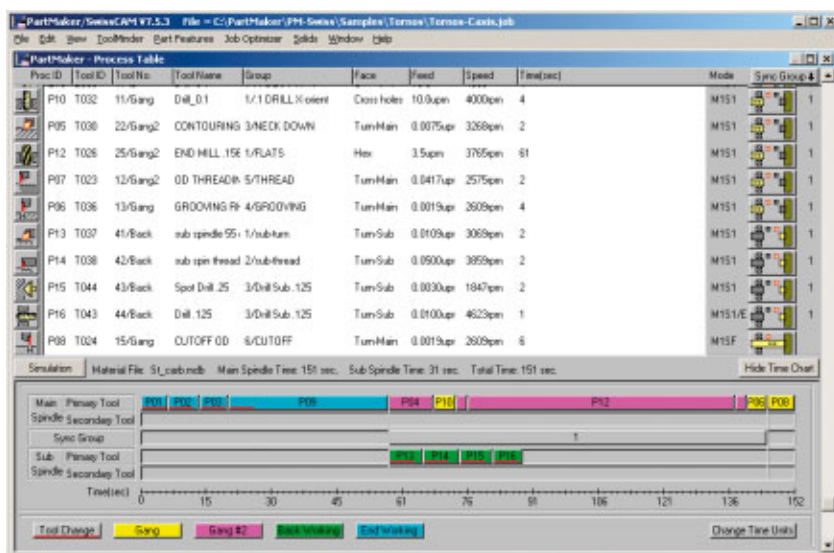 PartMaker/SwissCAM V7.5.3 File = C:\PartMaker\PM-Swiss\Samples\Tornos\Tornos-Caxis.job
File Edit View ToolMinder Part Features Job Optimizer Solids Window Help
PartMaker - Process Table
Proc ID Tool ID Tool No. Tool Name Group Face Feed Speed Time(sec) Mode Sync Group
P10 T032 11/Gang Drill_0.1 1/.1 DRILL X-orient Cross holes 10.0upm 4000rpm 4 M1S1 1
P05 T030 22/Gang2 CONTOURING 3/NECK DOWN Turn-Main 0.0075upr 3268rpm 2 M1S1 1
P12 T026 25/Gang2 END MILL .156 1/FLATS Hex 3.5upm 3765rpm 61 M1S1 1
P07 T023 12/Gang2 OD THREADIN 5/THREAD Turn-Main 0.0417upr 2575rpm 2 M1S1 1
P06 T036 13/Gang GROOVING RH 4/GROOVING Turn-Main 0.0019upr 2609rpm 4 M1S1 1
P13 T037 41/Back sub spindle 55 1/sub-turn Turn-Sub 0.0109upr 3069rpm 2 M1S1 1
P14 T038 42/Back sub spin thread 2/sub-thread Turn-Sub 0.0500upr 3859rpm 2 M1S1 1
P15 T044 43/Back Spot Drill .25 3/Drill Sub .125 Turn-Sub 0.0030upr 1847rpm 2 M1S1 1
P16 T043 44/Back Drill .125 3/Drill Sub .125 Turn-Sub 0.0100upr 4623rpm 1 M1S1/E 1
P08 T024 15/Gang CUTOFF OD 6/CUTOFF Turn-Main 0.0019upr 2609rpm 6 M1SF
Simulation Material File: St_carb.mdb Main Spindle Time: 151 sec. Sub Spindle Time: 31 sec. Total Time: 151 sec. Hide Time Chart
Main Primary Tool P01 P02 P03 P09 P04 P10 P12 P06 P08
Spindle Secondary Tool
Sync Group 1
Sub Primary Tool P13 P14 P15 P16
Spindle Secondary Tool
Time(sec) 0 15 30 45 61 76 91 106 121 136 152
Tool Change Gang Gang #2 Back Working End Working Change Time Units